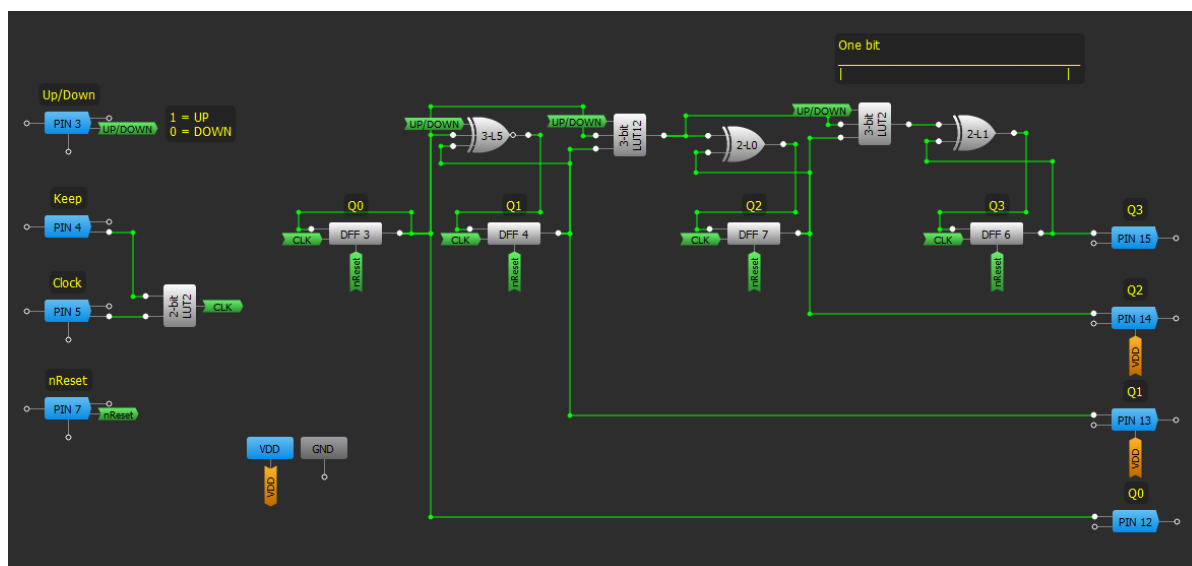 One bit
Up/Down
PIN 3
UP/DOWN
1 = UP
0 = DOWN
UP/DOWN
3-L5
UP/DOWN
3-bit
LUT12
2-L0
UP/DOWN
3-bit
LUT2
2-L1
Keep
PIN 4
Q0
CLK
DFF 3
nReset
Q1
CLK
DFF 4
nReset
Q2
CLK
DFF 7
nReset
Q3
CLK
DFF 6
nReset
Q3
PIN 15
Clock
PIN 5
2-bit
LUT2
CLK
Q2
PIN 14
VDD
nReset
PIN 7
nReset
Q1
PIN 13
VDD
VDD
VDD
GND
Q0
PIN 12